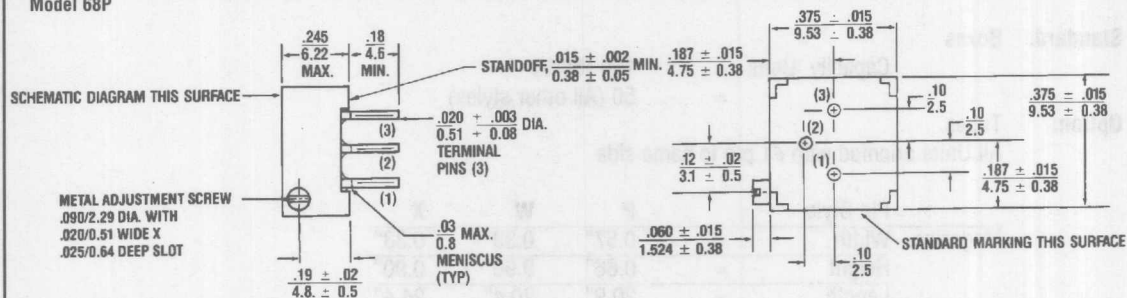 Model 68P
.245
6.22
MAX.
.18
4.6
MIN.
SCHEMATIC DIAGRAM THIS SURFACE
STANDOFF, .015 ± .002 MIN.
0.38 ± 0.05
.020 + .003 DIA.
0.51 + 0.08
TERMINAL
PINS (3)
(3)
(2)
(1)
METAL ADJUSTMENT SCREW
.090/2.29 DIA. WITH
.020/0.51 WIDE X
.025/0.64 DEEP SLOT
.03 MAX.
0.8
MENISCUS
(TYP)
.19 ± .02
4.8. ± 0.5
.375 ± .015
9.53 ± 0.38
.187 ± .015
4.75 ± 0.38
(3)
(2)
(1)
.10
2.5
.10
2.5
.375 ± .015
9.53 ± 0.38
.12 ± .02
3.1 ± 0.5
.187 ± .015
4.75 ± 0.38
.060 ± .015
1.524 ± 0.38
STANDARD MARKING THIS SURFACE
.10
2.5